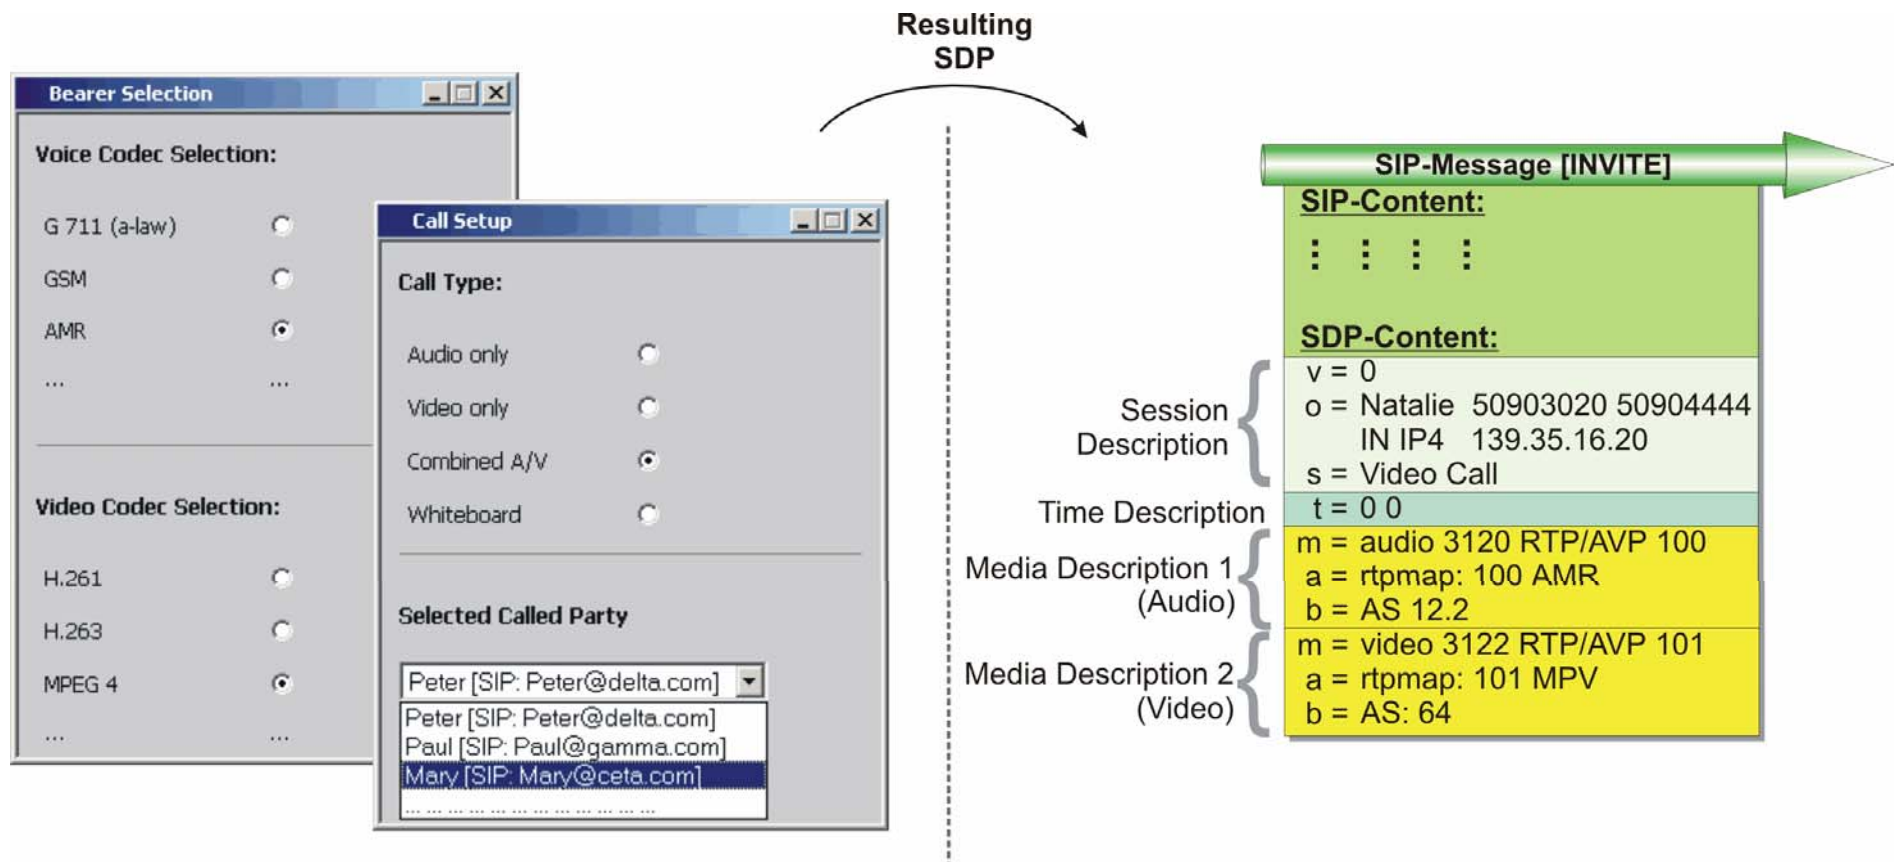 Resulting
SDP
Bearer Selection
Voice Codec Selection:
G 711 (a-law)
GSM
AMR
... ...
Video Codec Selection:
H.261
H.263
MPEG 4
... ...
Call Setup
Call Type:
Audio only
Video only
Combined A/V
Whiteboard
Selected Called Party
Peter [SIP: Peter@delta.com]
Peter [SIP: Peter@delta.com]
Paul [SIP: Paul@gamma.com]
Mary [SIP: Mary@ceta.com]
... ... ... ... ... ... ... ... ... ... ... ...
SIP-Message [INVITE]
SIP-Content:
SDP-Content:
Session
Description
v = 0
o = Natalie 50903020 50904444
IN IP4 139.35.16.20
s = Video Call
Time Description
t = 0 0
Media Description 1
(Audio)
m = audio 3120 RTP/AVP 100
a = rtpmap: 100 AMR
b = AS 12.2
Media Description 2
(Video)
m = video 3122 RTP/AVP 101
a = rtpmap: 101 MPV
b = AS: 64